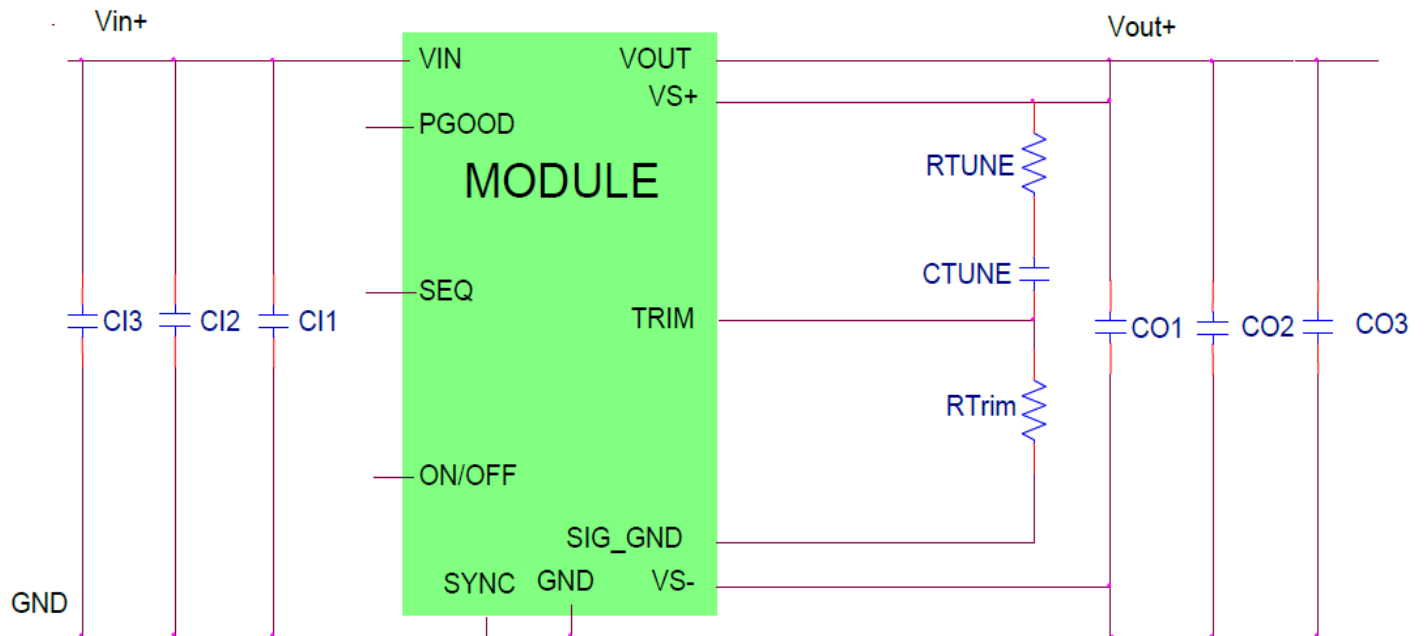 Vin+
Vout+
VIN
VOUT
VS+
PGOOD
MODULE
RTUNE
CTUNE
SEQ
TRIM
CI3
CI2
CI1
CO1
CO2
CO3
RTrim
ON/OFF
SIG_GND
SYNC
GND
VS-
GND